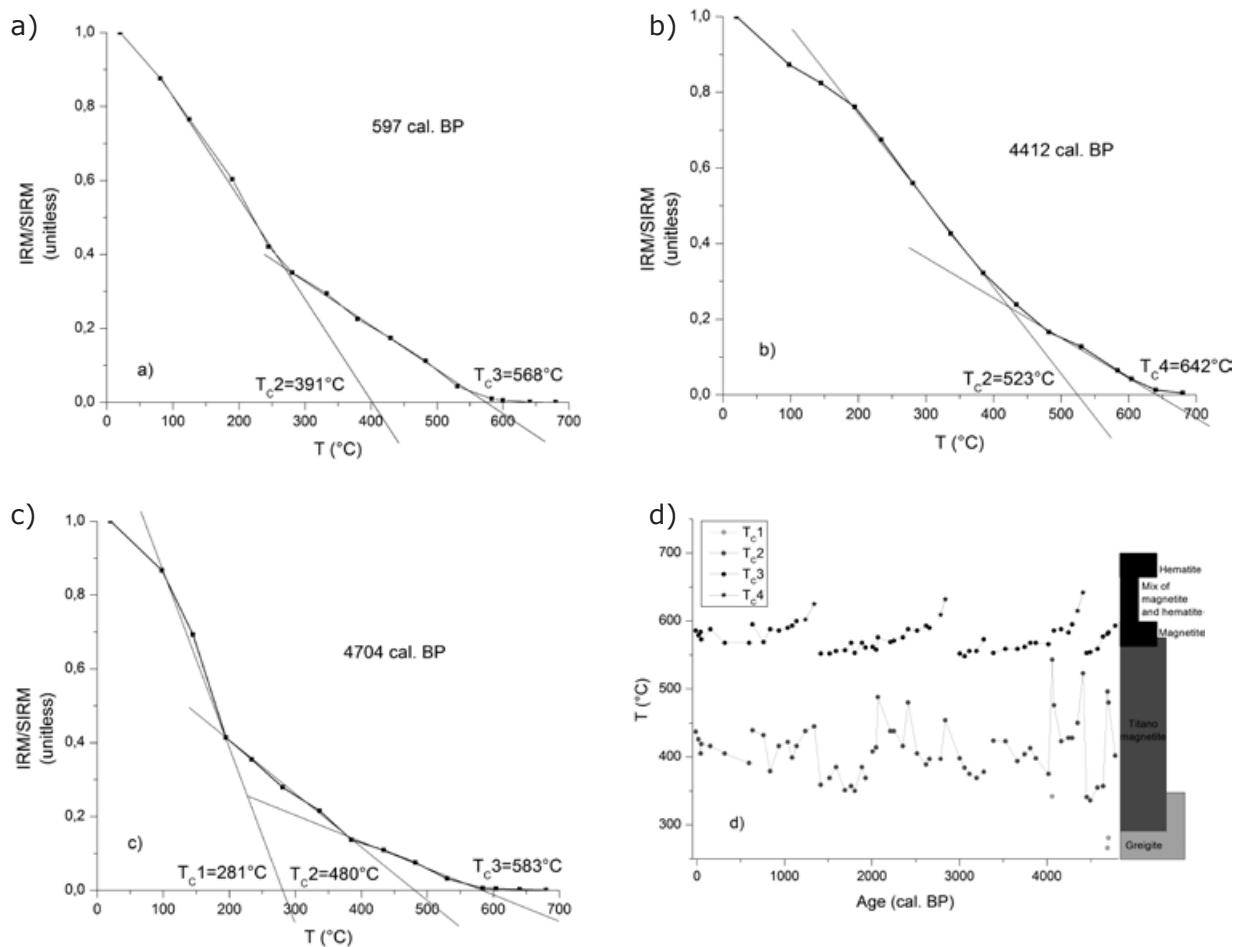 a)
1,0
0,8
0,6
0,4
0,2
0,0
IRM/SIRM
(unitless)
597 cal. BP
a)
T_C2=391°C
T_C3=568°C
0 100 200 300 400 500 600 700
T (°C)
b)
1,0
0,8
0,6
0,4
0,2
0,0
IRM/SIRM
(unitless)
4412 cal. BP
b)
T_C2=523°C
T_C4=642°C
0 100 200 300 400 500 600 700
T (°C)
c)
1,0
0,8
0,6
0,4
0,2
0,0
IRM/SIRM
(unitless)
4704 cal. BP
c)
T_C1=281°C
T_C2=480°C
T_C3=583°C
0 100 200 300 400 500 600 700
T (°C)
d)
T_C1
T_C2
T_C3
T_C4
700
600
500
400
300
T (°C)
Hematite
Mix of
magnetite
and hematite
Magnetite
Titano
magnetite
Greigite
d)
0 1000 2000 3000 4000
Age (cal. BP)